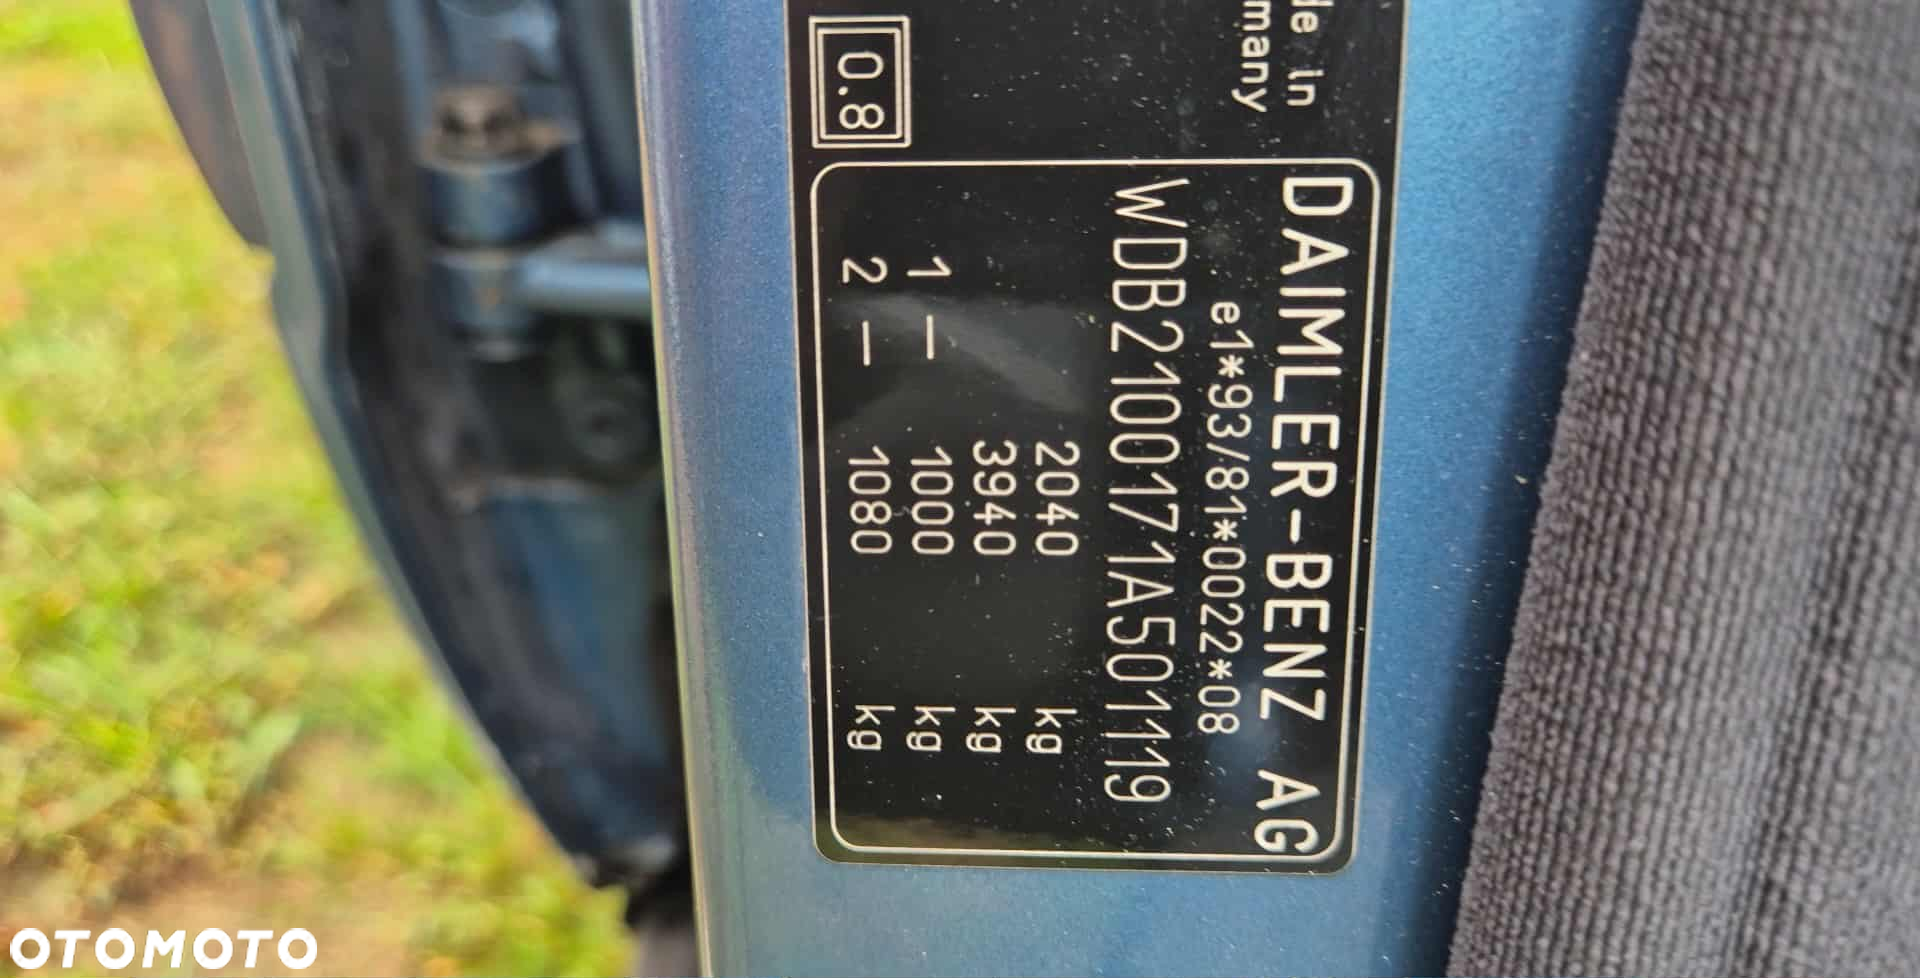 de in
many
0.8
DAIMLER-BENZ AG
e1*93/81*0022*08
WDB2100171A501119
2040 kg
3940 kg
1 — 1000 kg
2 — 1080 kg
OTOMOTO